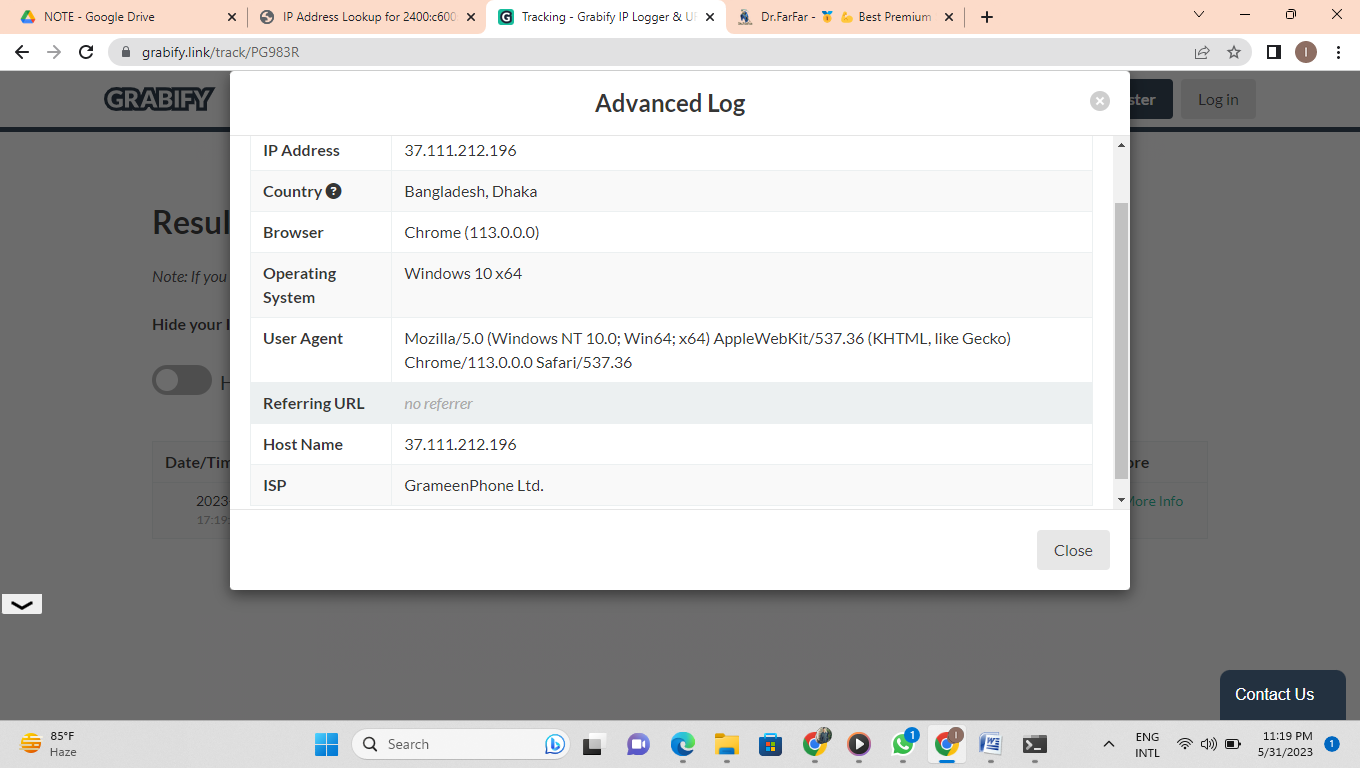 NOTE - Google Drive
IP Address Lookup for 2400:c600:
Tracking - Grabify IP Logger & U
Dr.FarFar - 🥇 💪 Best Premium
grabify.link/track/PG983R
I
GRABIFY
Advanced Log
ster
Log in
IP Address 37.111.212.196
Country Bangladesh, Dhaka
Resul
Browser Chrome (113.0.0.0)
Note: If you
Operating System Windows 10 x64
Hide your
User Agent Mozilla/5.0 (Windows NT 10.0; Win64; x64) AppleWebKit/537.36 (KHTML, like Gecko)
Chrome/113.0.0.0 Safari/537.36
H
Referring URL no referrer
Host Name 37.111.212.196
Date/Tim
ore
ISP GrameenPhone Ltd.
2023-
17:19:
More Info
Close
Contact Us
85°F
Haze
Search
1
ENG
INTL
11:19 PM
5/31/2023
1